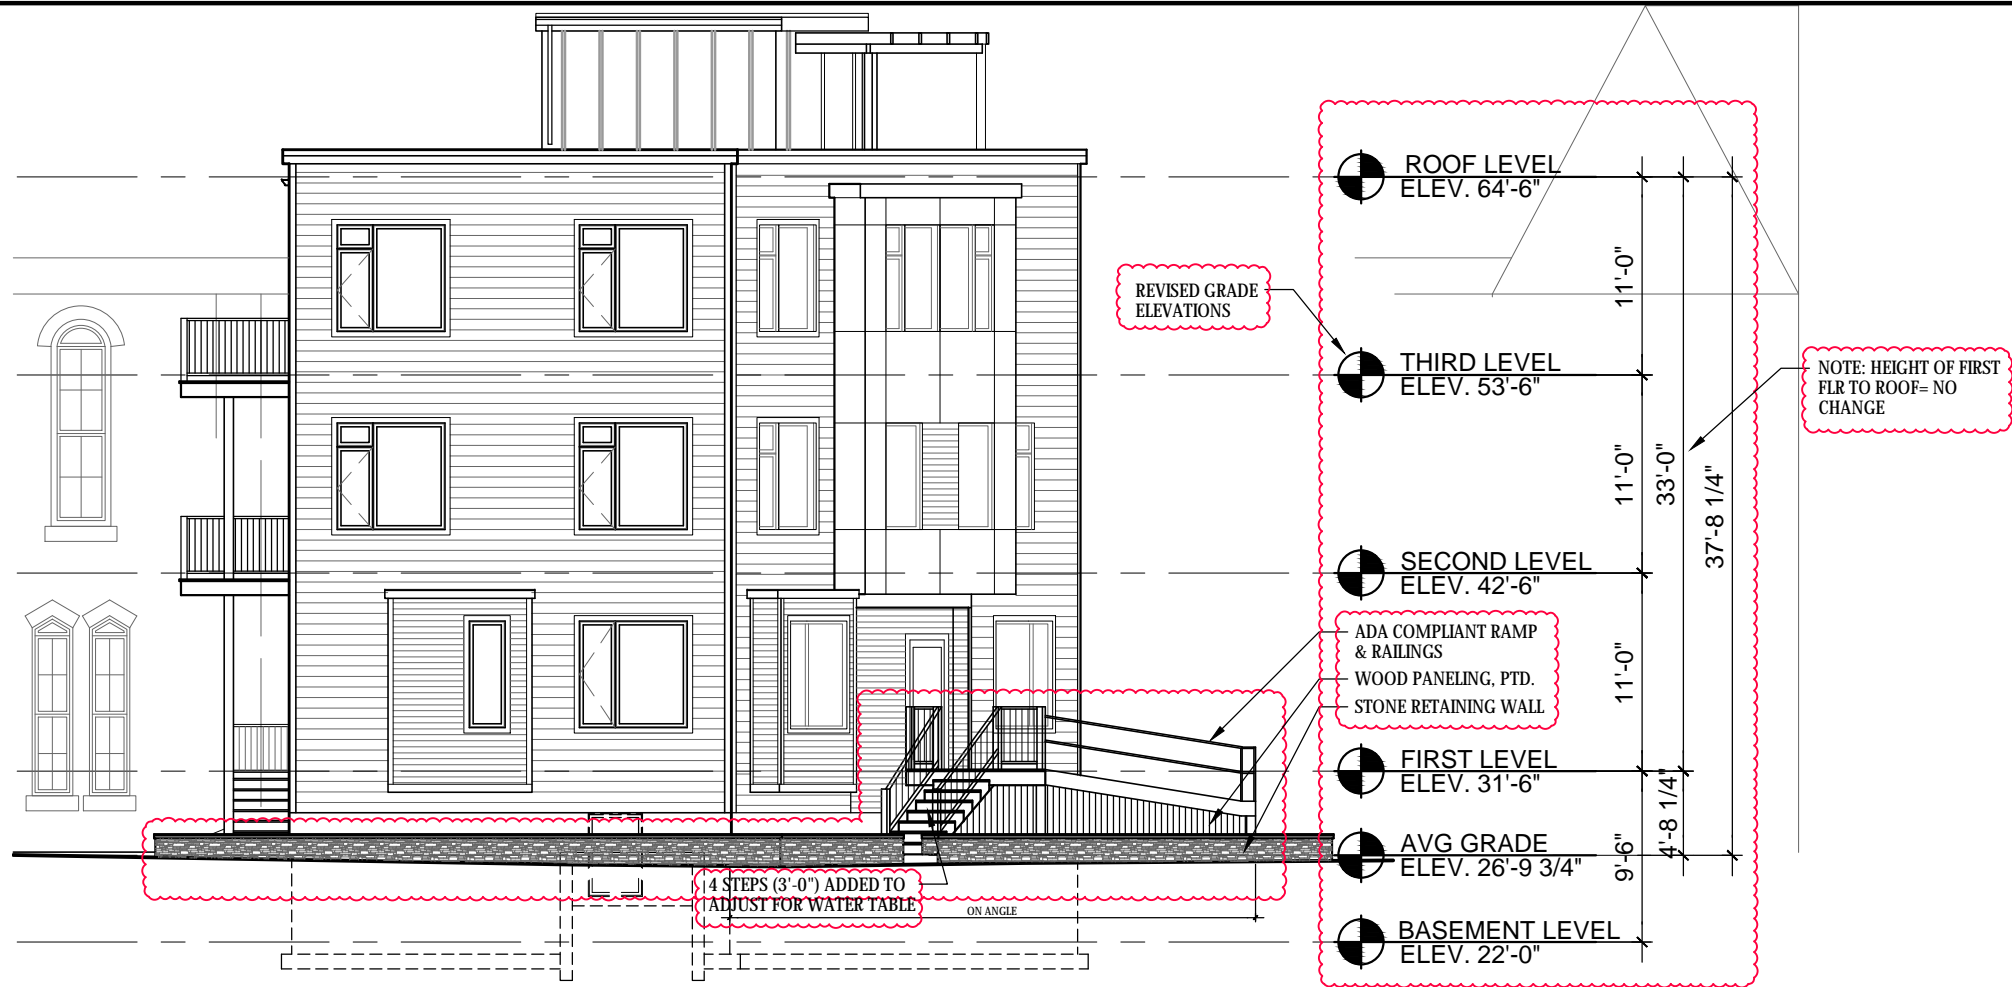 ROOF LEVEL
ELEV. 64'-6"
11'-0"
REVISED GRADE
ELEVATIONS
THIRD LEVEL
ELEV. 53'-6"
NOTE: HEIGHT OF FIRST
FLR TO ROOF= NO
CHANGE
11'-0"
33'-0"
37'-8 1/4"
SECOND LEVEL
ELEV. 42'-6"
ADA COMPLIANT RAMP
& RAILINGS
WOOD PANELING, PTD.
STONE RETAINING WALL
11'-0"
FIRST LEVEL
ELEV. 31'-6"
4'-8 1/4"
AVG GRADE
ELEV. 26'-9 3/4"
9'-6"
4 STEPS (3'-0") ADDED TO
ADJUST FOR WATER TABLE
ON ANGLE
BASEMENT LEVEL
ELEV. 22'-0"